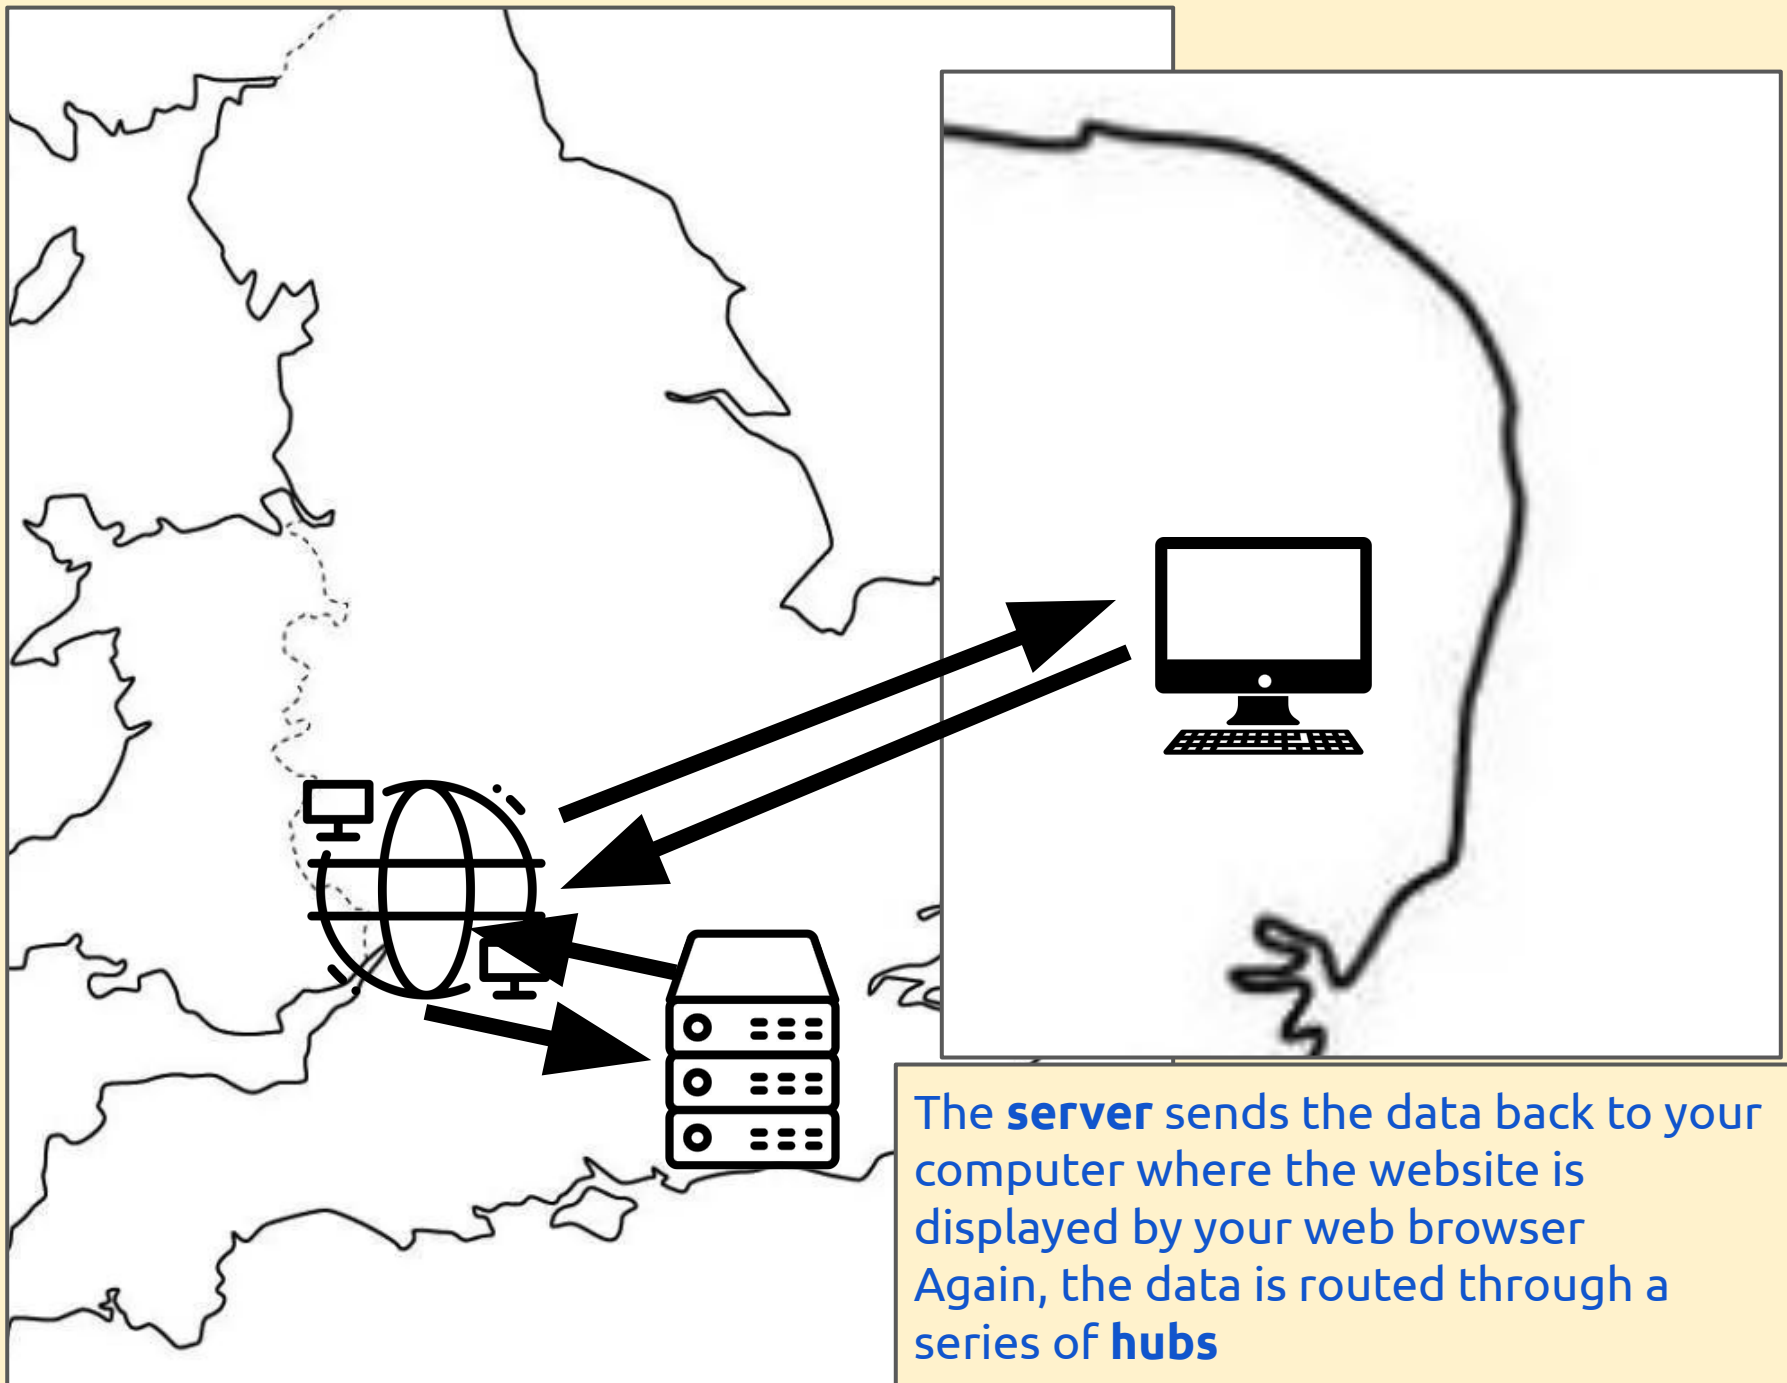 The server sends the data back to your
computer where the website is
displayed by your web browser
Again, the data is routed through a
series of hubs